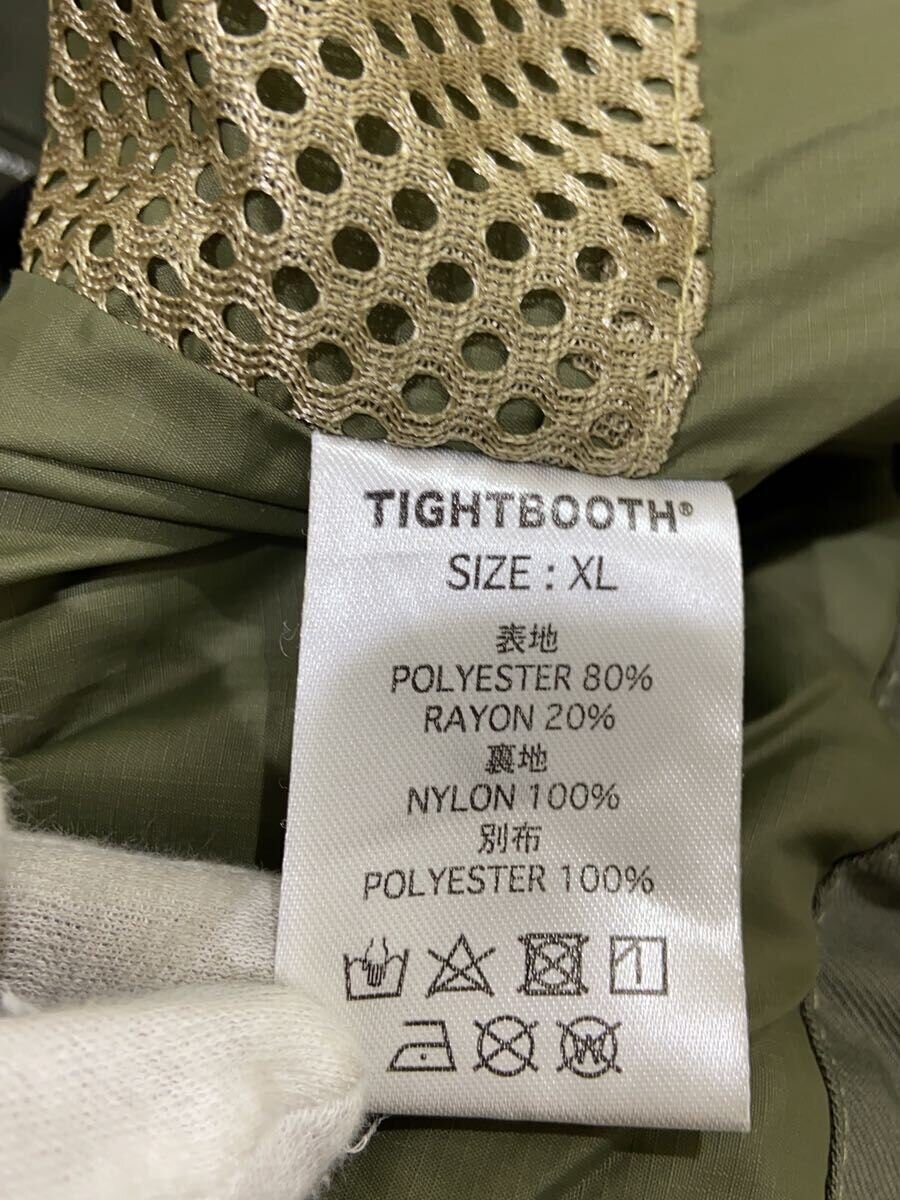 TIGHTBOOTH®
SIZE : XL
表地
POLYESTER 80%
RAYON 20%
裏地
NYLON 100%
別布
POLYESTER 100%
W